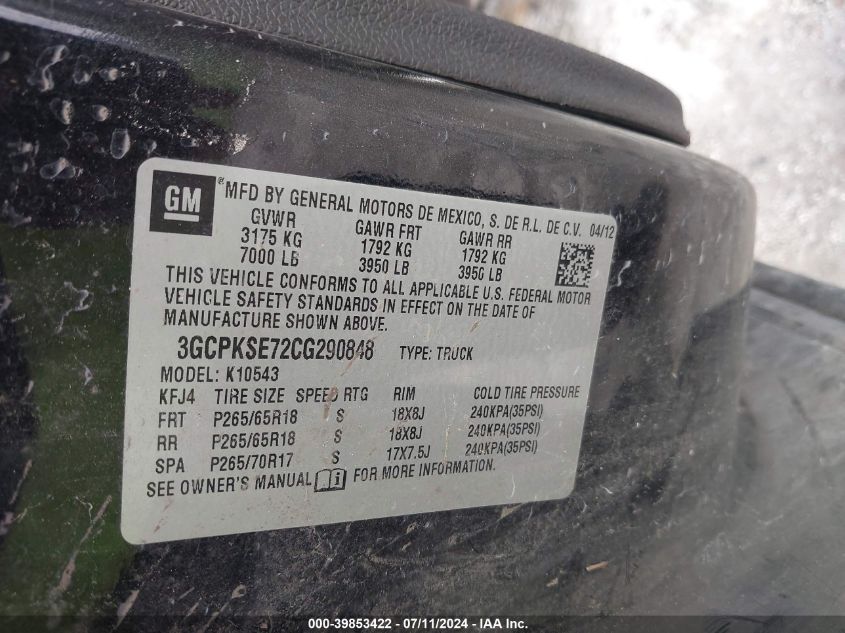 GM
®MFD BY GENERAL MOTORS DE MEXICO, S. DE R.L. DE C.V. 04/12
GVWR GAWR FRT GAWR RR
3175 KG 1792 KG 1792 KG
7000 LB 3950 LB 3950 LB
THIS VEHICLE CONFORMS TO ALL APPLICABLE U.S. FEDERAL MOTOR
VEHICLE SAFETY STANDARDS IN EFFECT ON THE DATE OF
MANUFACTURE SHOWN ABOVE.
3GCPKSE72CG290848 TYPE: TRUCK
MODEL: K10543
KFJ4 TIRE SIZE SPEED RTG RIM COLD TIRE PRESSURE
FRT P265/65R18 S 18X8J 240KPA(35PSI)
RR P265/65R18 S 18X8J 240KPA(35PSI)
SPA P265/70R17 S 17X7.5J 240KPA(35PSI)
SEE OWNER'S MANUAL FOR MORE INFORMATION.
000-39853422 - 07/11/2024 - IAA Inc.